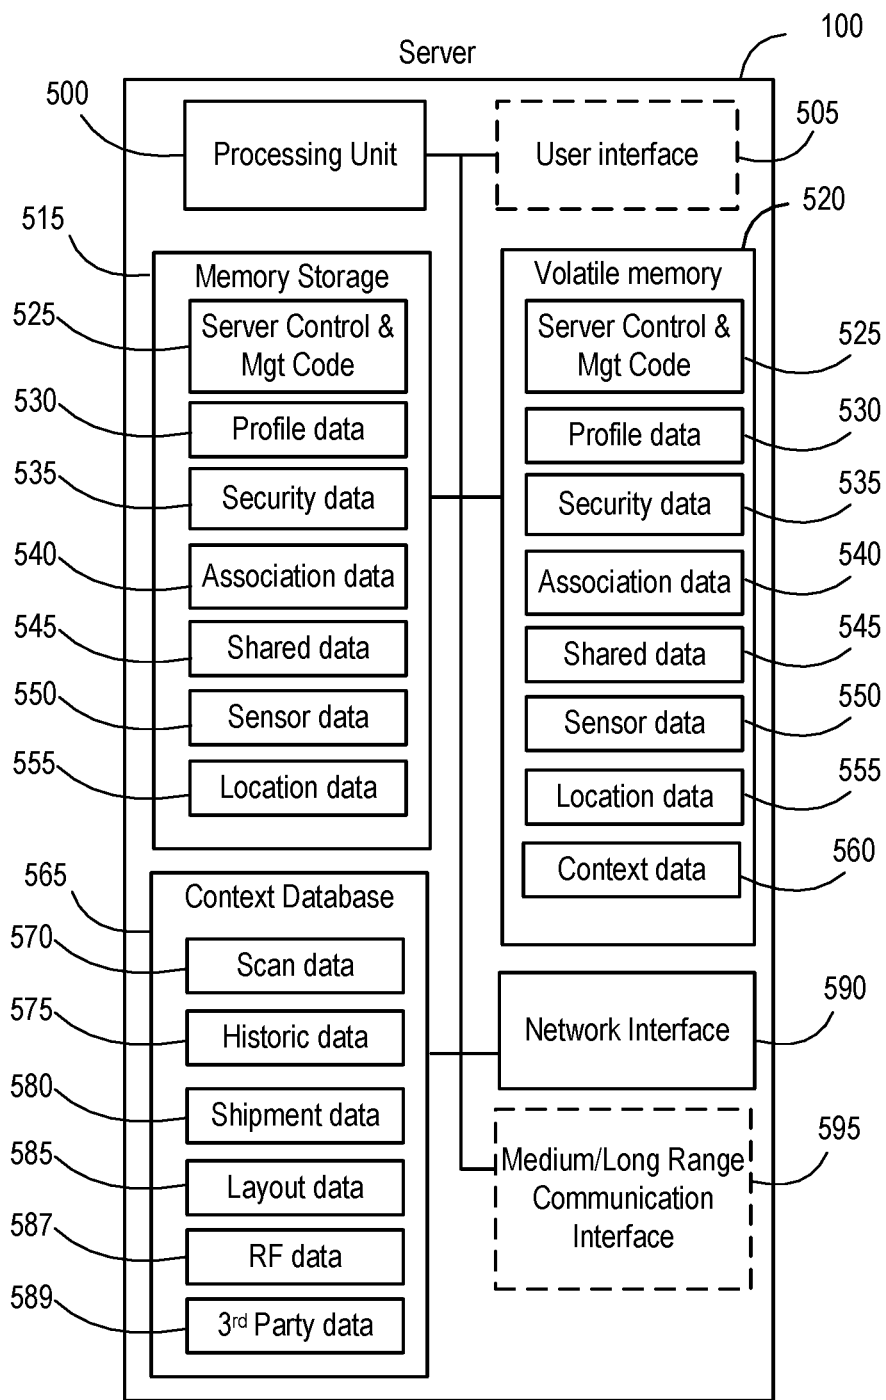 100
Server
500
Processing Unit
User interface
505
515
520
Memory Storage
525
Server Control &
Mgt Code
530
Profile data
535
Security data
540
Association data
545
Shared data
550
Sensor data
555
Location data
Volatile memory
Server Control &
Mgt Code
525
Profile data
530
Security data
535
Association data
540
Shared data
545
Sensor data
550
Location data
555
Context data
560
565
Context Database
570
Scan data
575
Historic data
580
Shipment data
585
Layout data
587
RF data
589
3rd Party data
Network Interface
590
Medium/Long Range
Communication
Interface
595